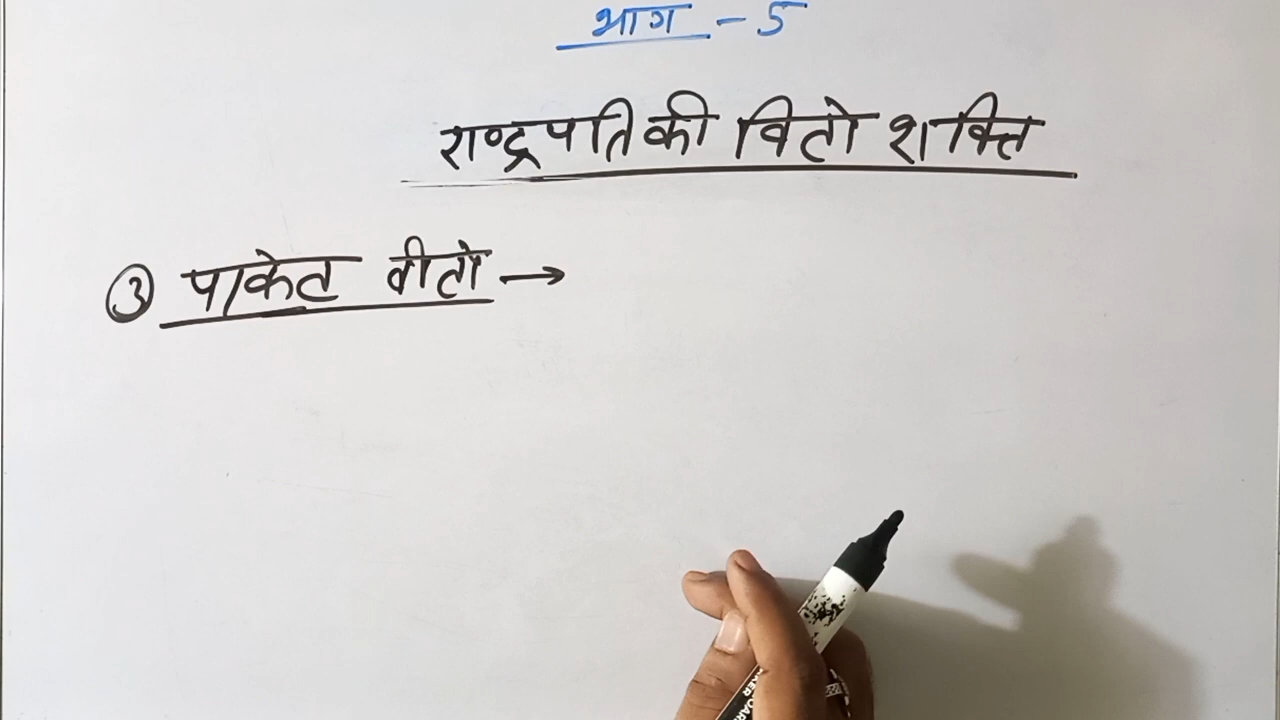 भाग - 5
राष्ट्रपति की विटो शक्ति
③ पाकेट वीटो →